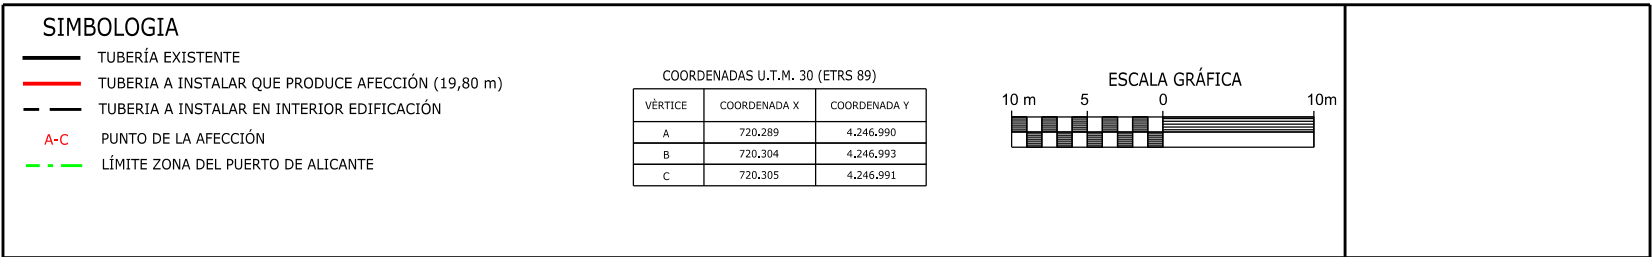 SIMBOLOGIA
TUBERÍA EXISTENTE
TUBERIA A INSTALAR QUE PRODUCE AFECCIÓN (19,80 m)
TUBERIA A INSTALAR EN INTERIOR EDIFICACIÓN
A-C PUNTO DE LA AFECCIÓN
LÍMITE ZONA DEL PUERTO DE ALICANTE
COORDENADAS U.T.M. 30 (ETRS 89)
VÈRTICE COORDENADA X COORDENADA Y
A 720.289 4.246.990
B 720.304 4.246.993
C 720.305 4.246.991
ESCALA GRÁFICA
10 m 5 0 10m